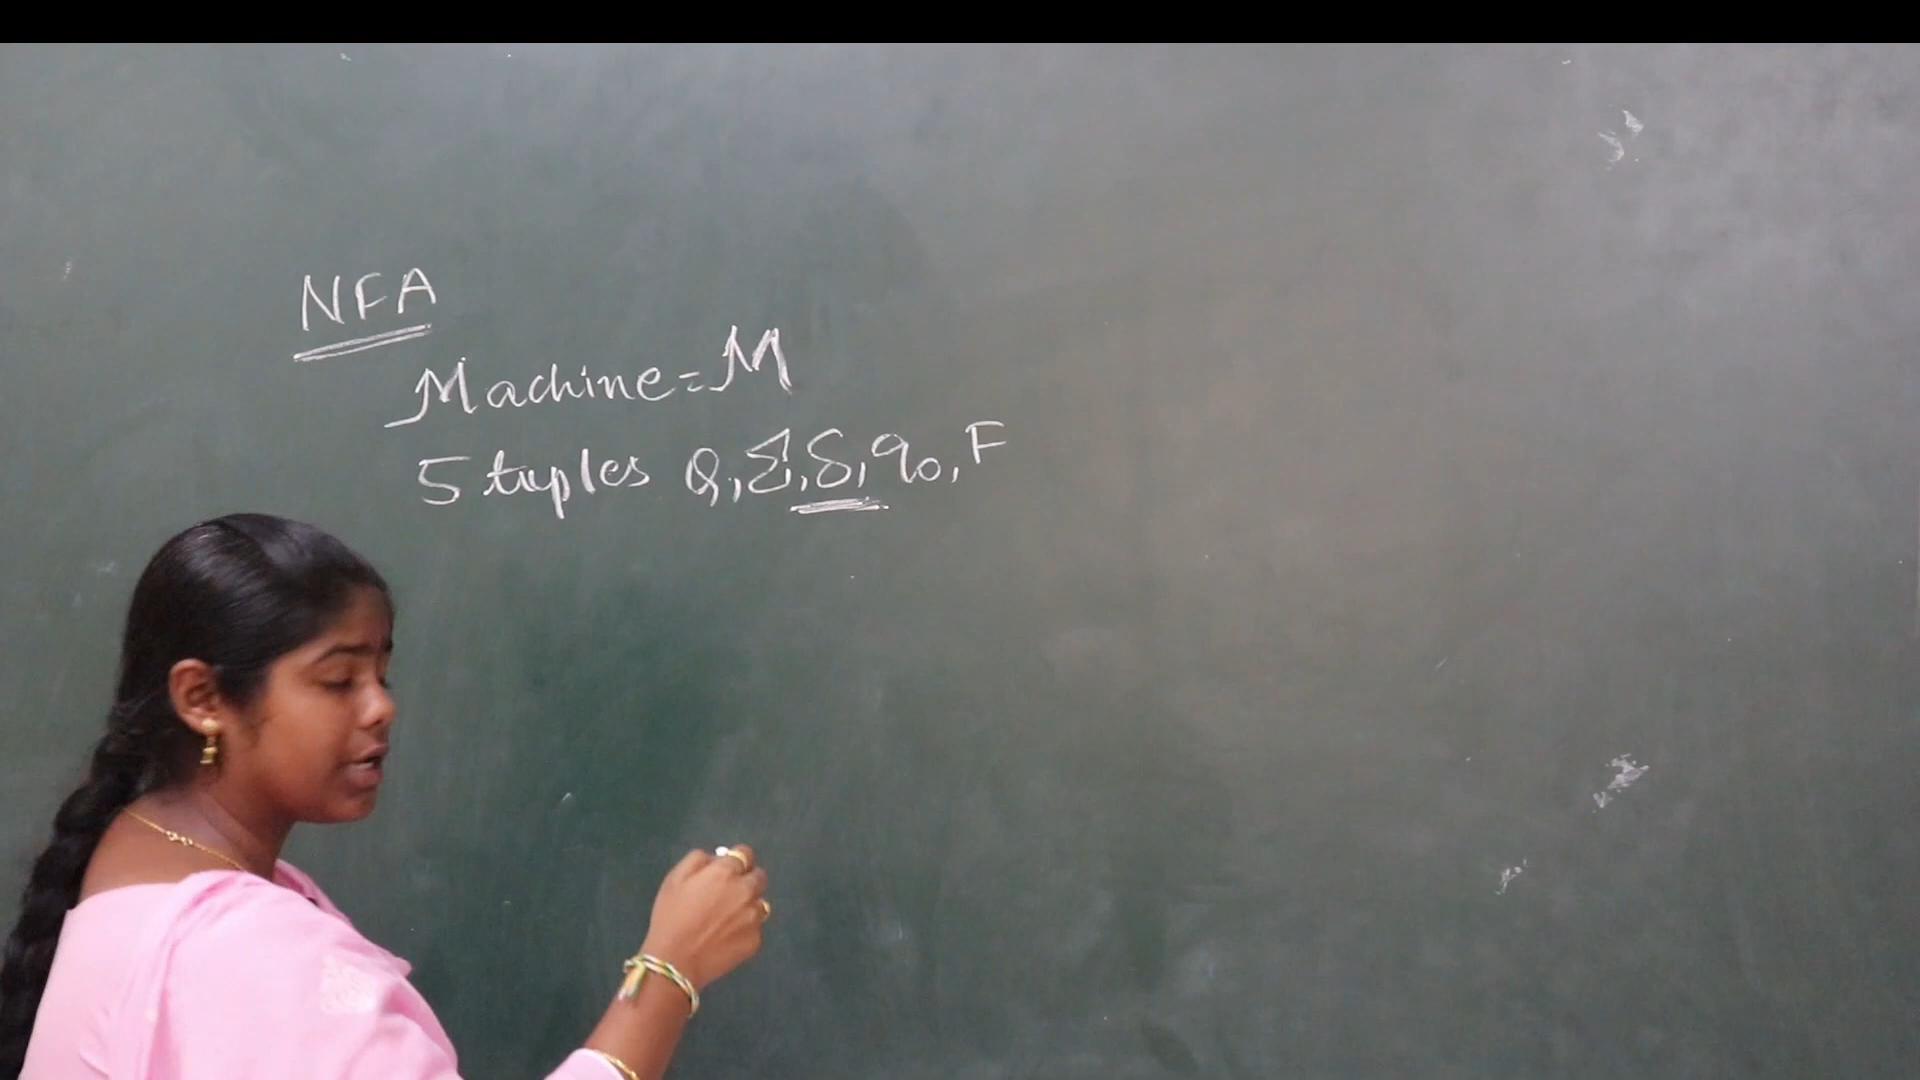 NFA
Machine = M
5 tuples Q, Σ, δ, q₀, F